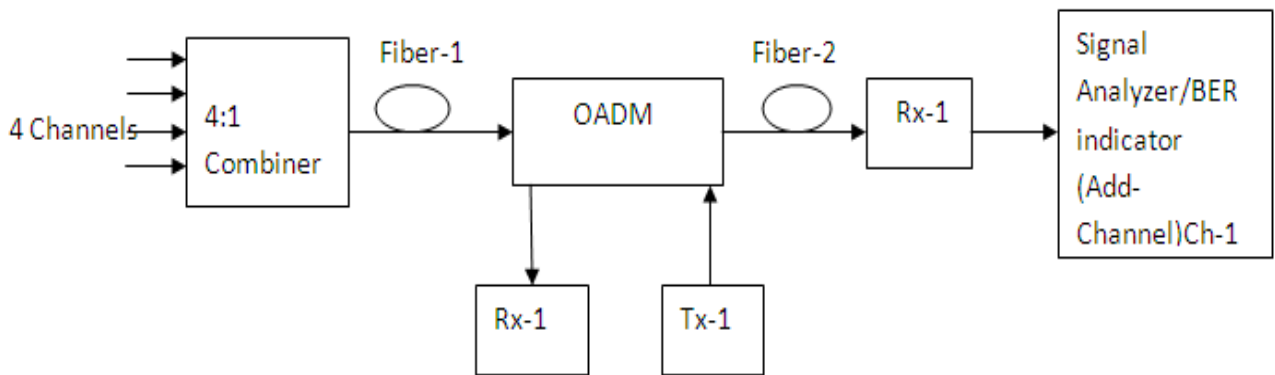 4 Channels
4:1
Combiner
Fiber-1
OADM
Fiber-2
Rx-1
Signal
Analyzer/BER
indicator
(Add-
Channel)Ch-1
Rx-1
Tx-1